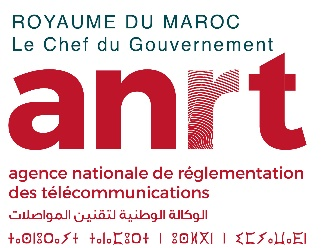 ROYAUME DU MAROC
Le Chef du Gouvernement
anrt
agence nationale de réglementation
des télécommunications
الوكالة الوطنية لتقنين المواصلات